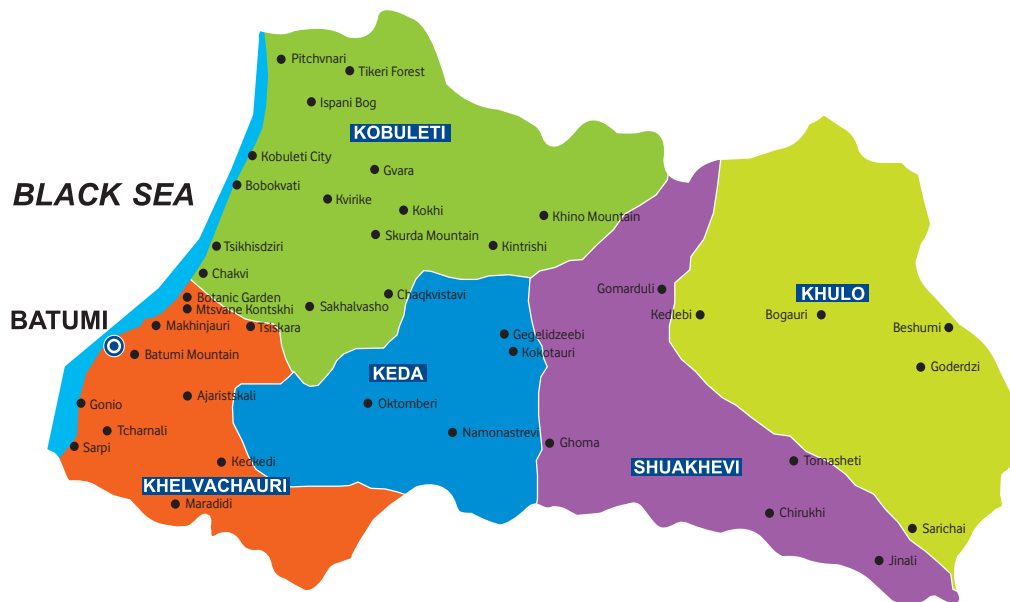 Pitchvnari
Tikeri Forest
Ispani Bog
KOBULETI
Kobuleti City
Gvara
Bobokvati
BLACK SEA
Kvirike
Kokhi
Khino Mountain
Skurda Mountain
Tsikhisdziri
Kintrishi
Chakvi
Gomarduli
Botanic Garden
Chaqkvistavi
KHULO
Mtsvane Kontskhi
Sakhalvasho
Kedlebi
Bogauri
BATUMI
Makhinjauri
Tsiskara
Beshumi
Gegelidzeebi
Batumi Mountain
Kokotauri
Goderdzi
KEDA
Ajaristskali
Gonio
Oktomberi
Tcharnali
Namonastrevi
Sarpi
Ghoma
Kedkedi
SHUAKHEVI
Tomasheti
KHELVACHAURI
Maradidi
Chirukhi
Sarichai
Jinali